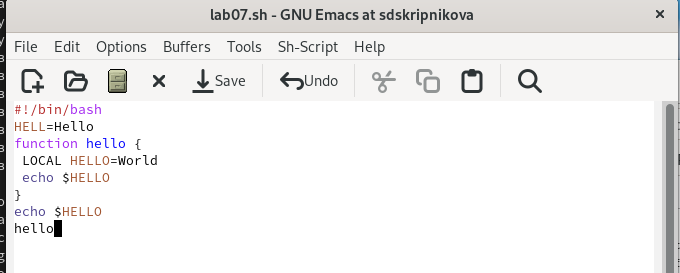 lab07.sh - GNU Emacs at sdskripnikova
File Edit Options Buffers Tools Sh-Script Help
Save Undo
#!/bin/bash
HELL=Hello
function hello {
 LOCAL HELLO=World
 echo $HELLO
}
echo $HELLO
hello